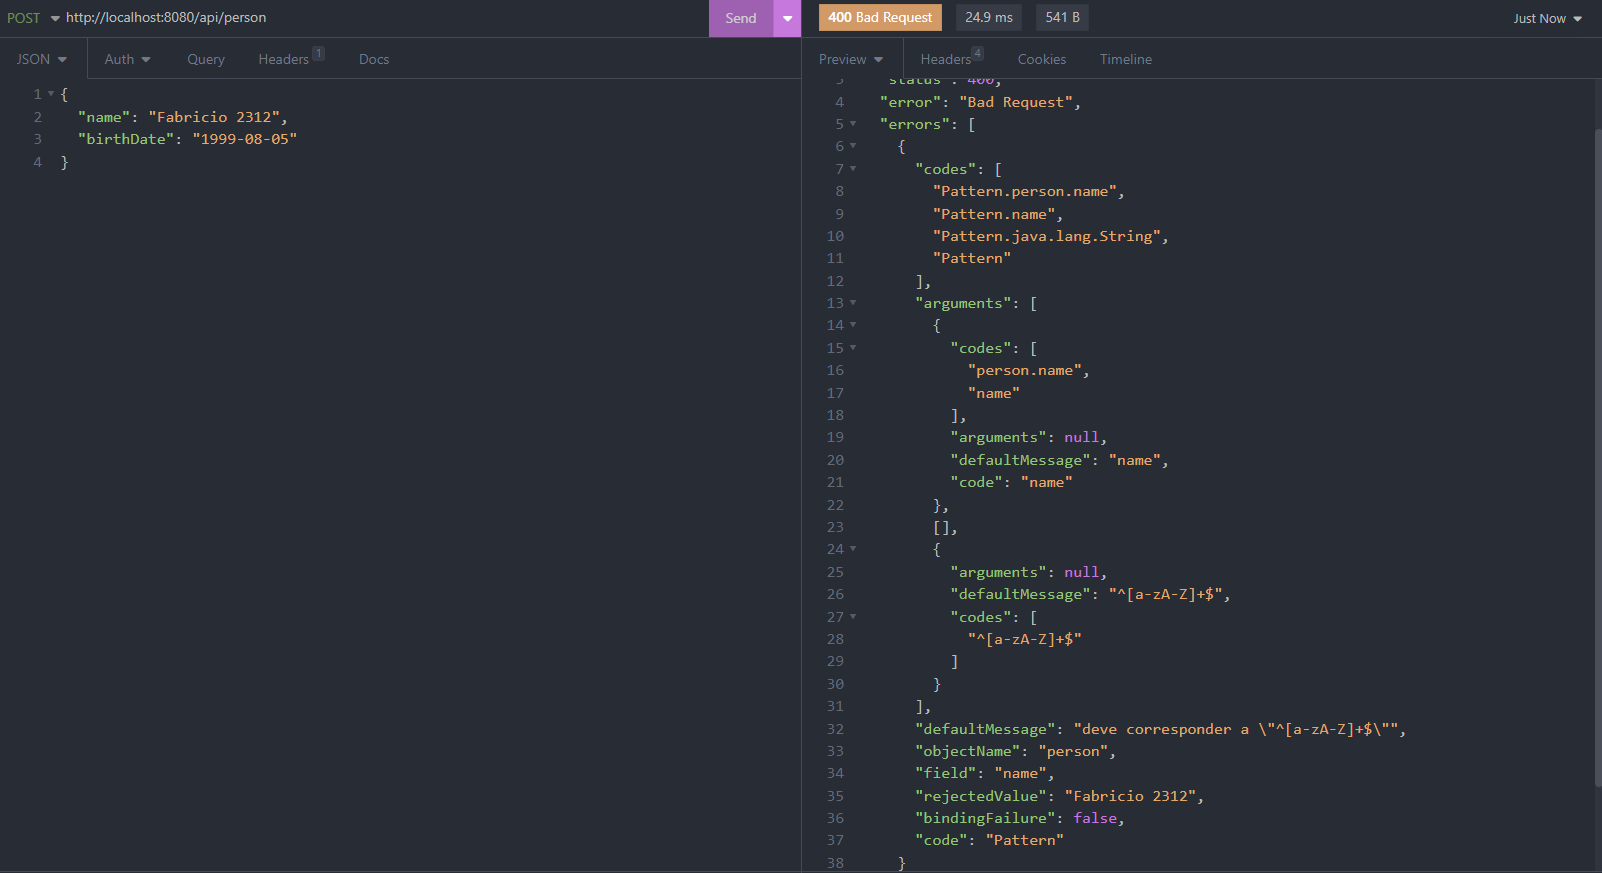 POST http://localhost:8080/api/person Send 400 Bad Request 24.9 ms 541 B Just Now
JSON Auth Query Headers 1 Docs
1 {
2 "name": "Fabricio 2312",
3 "birthDate": "1999-08-05"
4 }
Preview Headers 4 Cookies Timeline
3 "status": 400,
4 "error": "Bad Request",
5 "errors": [
6 {
7 "codes": [
8 "Pattern.person.name",
9 "Pattern.name",
10 "Pattern.java.lang.String",
11 "Pattern"
12 ],
13 "arguments": [
14 {
15 "codes": [
16 "person.name",
17 "name"
18 ],
19 "arguments": null,
20 "defaultMessage": "name",
21 "code": "name"
22 },
23 [],
24 {
25 "arguments": null,
26 "defaultMessage": "^[a-zA-Z]+$",
27 "codes": [
28 "^[a-zA-Z]+$"
29 ]
30 }
31 ],
32 "defaultMessage": "deve corresponder a \"^[a-zA-Z]+$\"",
33 "objectName": "person",
34 "field": "name",
35 "rejectedValue": "Fabricio 2312",
36 "bindingFailure": false,
37 "code": "Pattern"
38 }